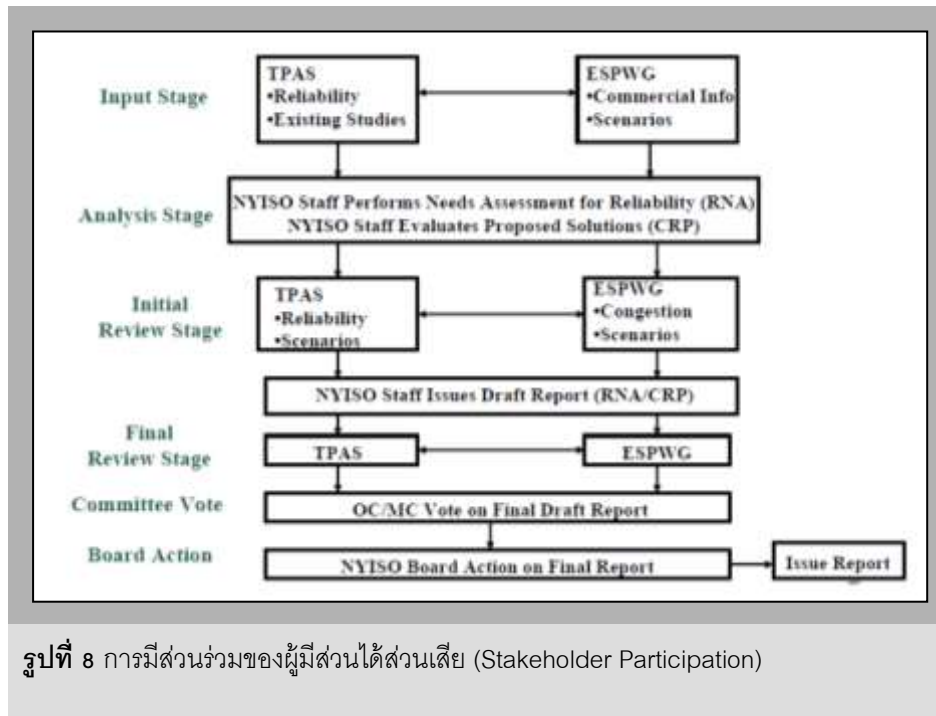 Input Stage
TPAS
•Reliability
•Existing Studies
ESPWG
•Commercial Info
•Scenarios
Analysis Stage
NYISO Staff Performs Needs Assessment for Reliability (RNA)
NYISO Staff Evaluates Proposed Solutions (CRP)
Initial
Review Stage
TPAS
•Reliability
•Scenarios
ESPWG
•Congestion
•Scenarios
NYISO Staff Issues Draft Report (RNA/CRP)
Final
Review Stage
TPAS
ESPWG
Committee Vote
OC/MC Vote on Final Draft Report
Board Action
NYISO Board Action on Final Report
Issue Report
รูปที่ 8 การมีส่วนร่วมของผู้มีส่วนได้ส่วนเสีย (Stakeholder Participation)